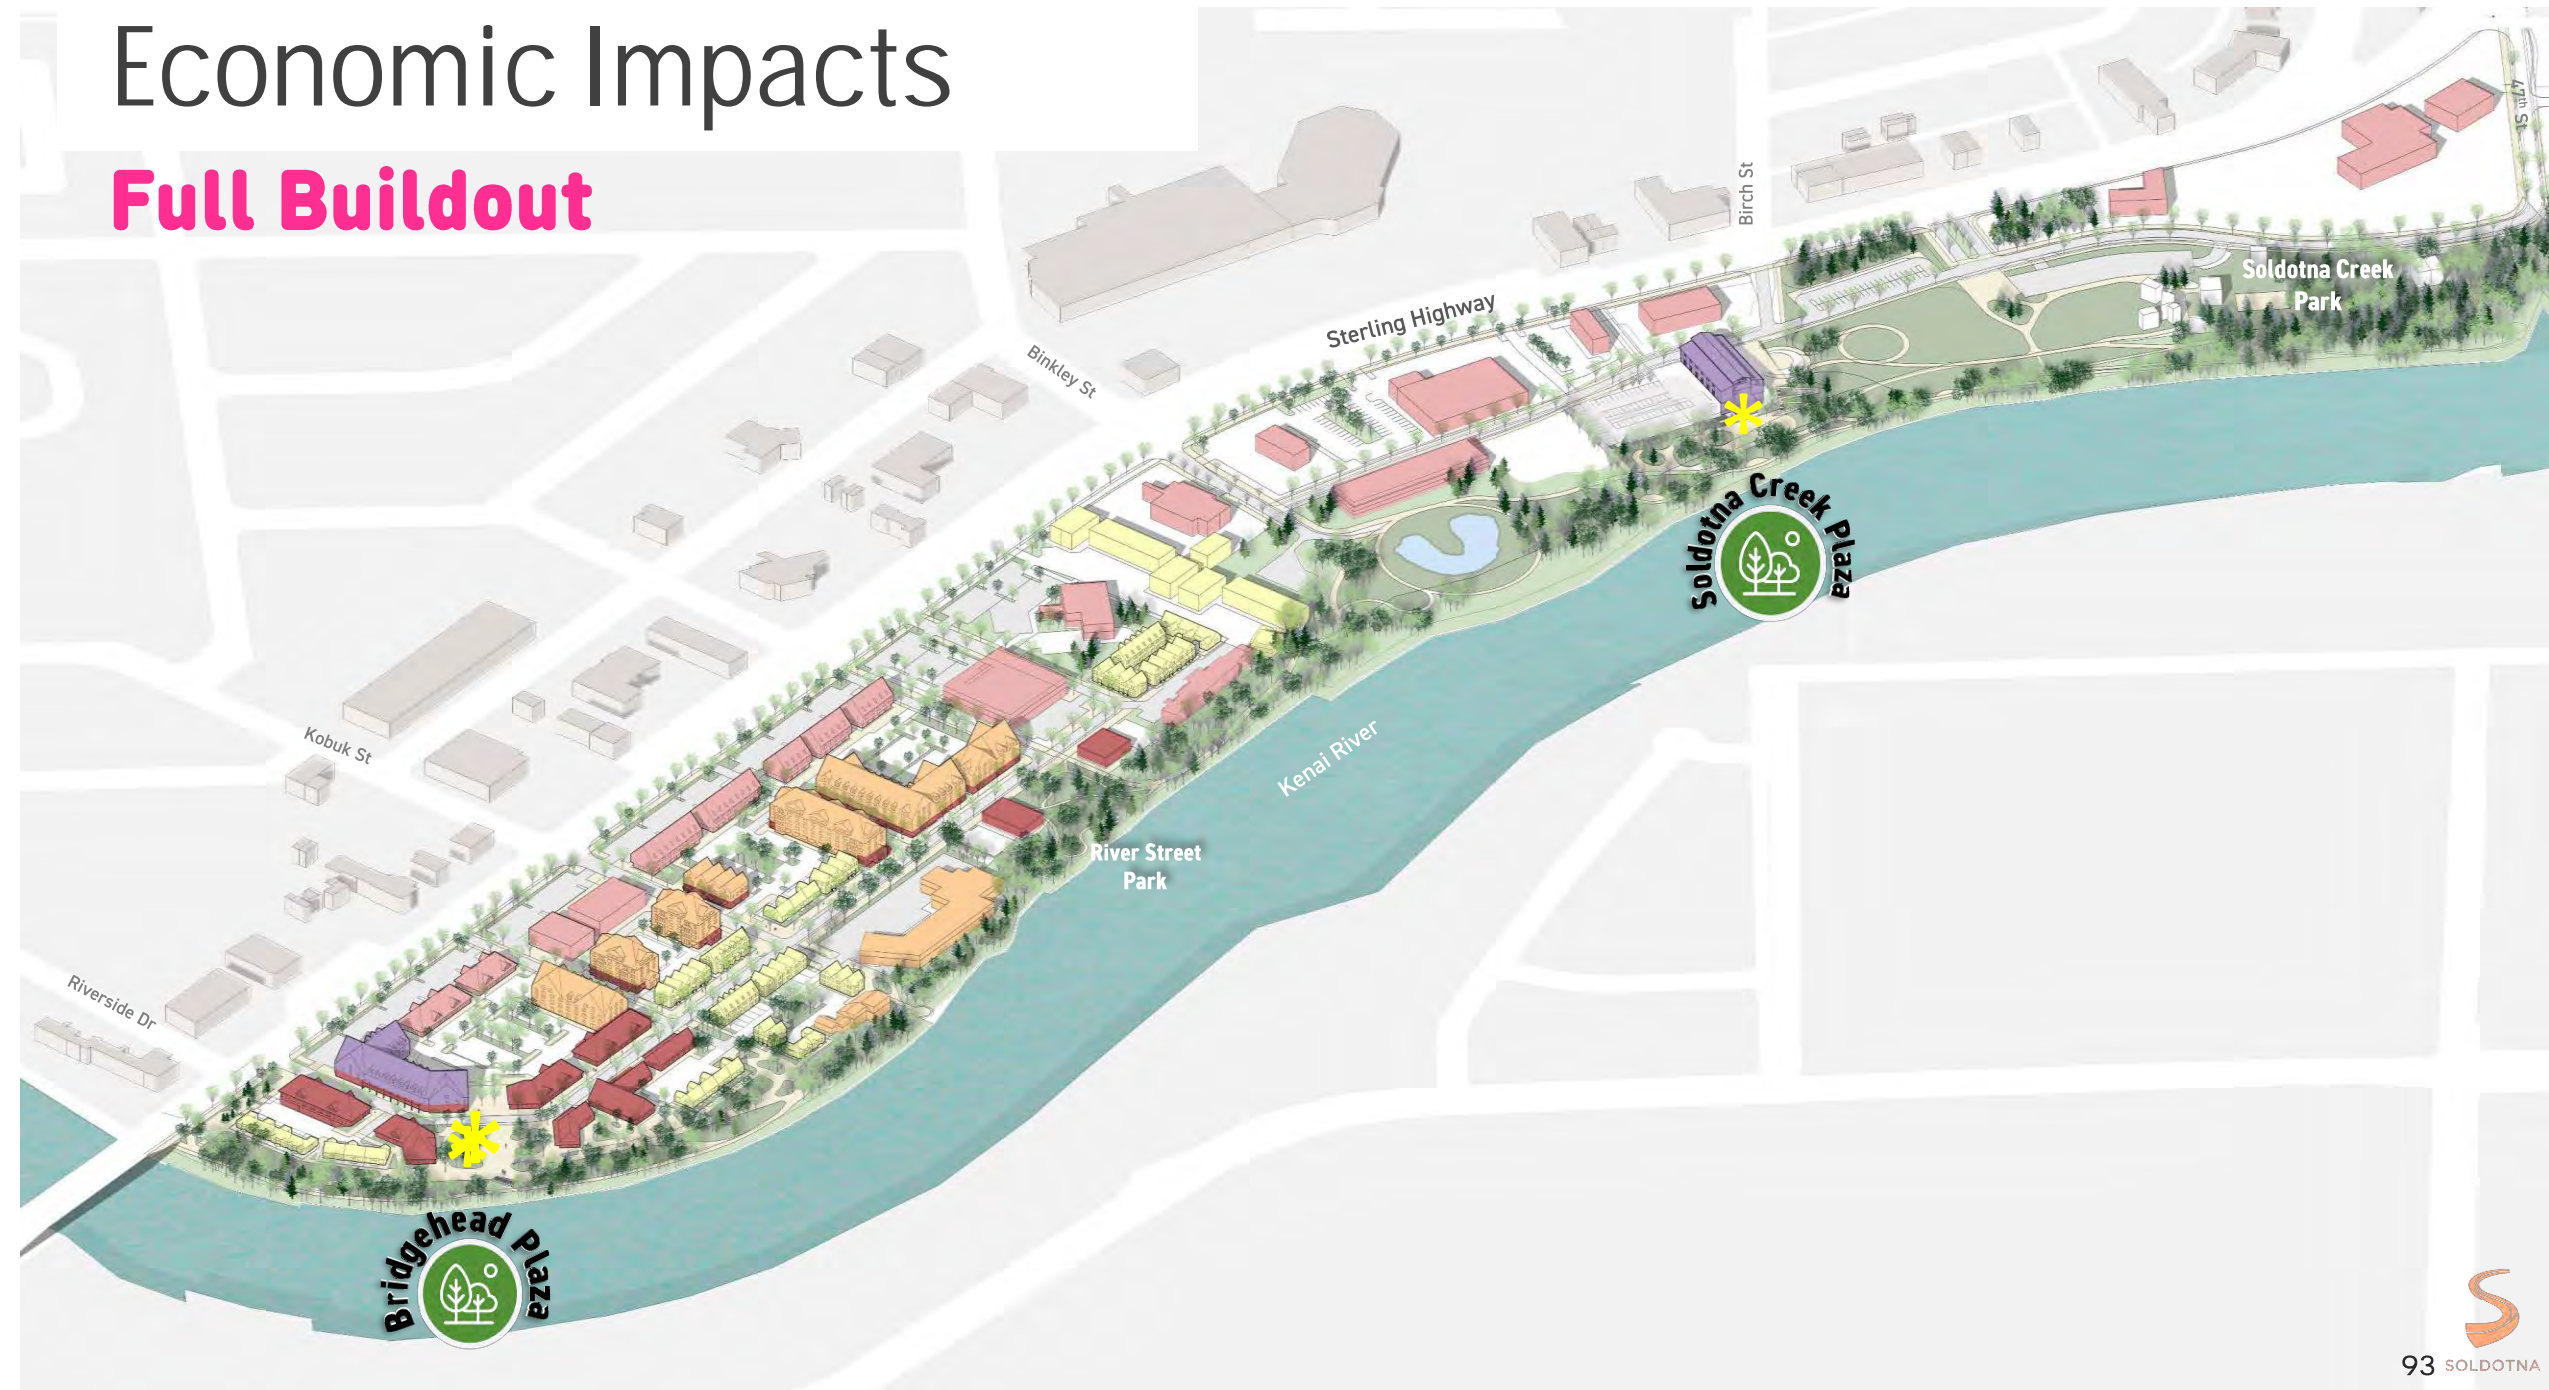 Economic Impacts
Full Buildout
47th St
Birch St
Soldotna Creek
Park
Sterling Highway
Binkley St
Soldotna Creek Plaza
Kobuk St
Kenai River
River Street
Park
Riverside Dr
Bridgehead Plaza
93
SOLDOTNA